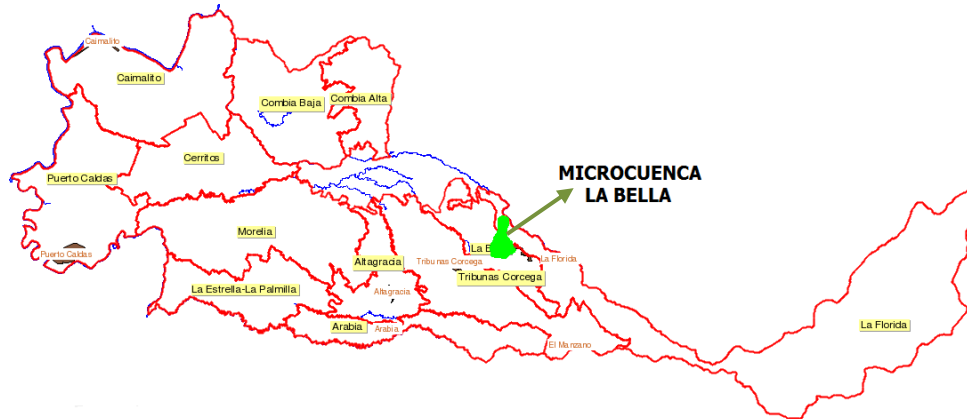 Caimalito
Caimalito
Combia Baja
Combia Alta
Cerritos
Puerto Caldas
MICROCUENCA
LA BELLA
Morelia
Puerto Caldas
La B
Altagracia
Tribunas Corcega
La Florida
Tribunas Corcega
La Estrella-La Palmilla
Altagracia
Arabia
Arabia
La Florida
El Manzano